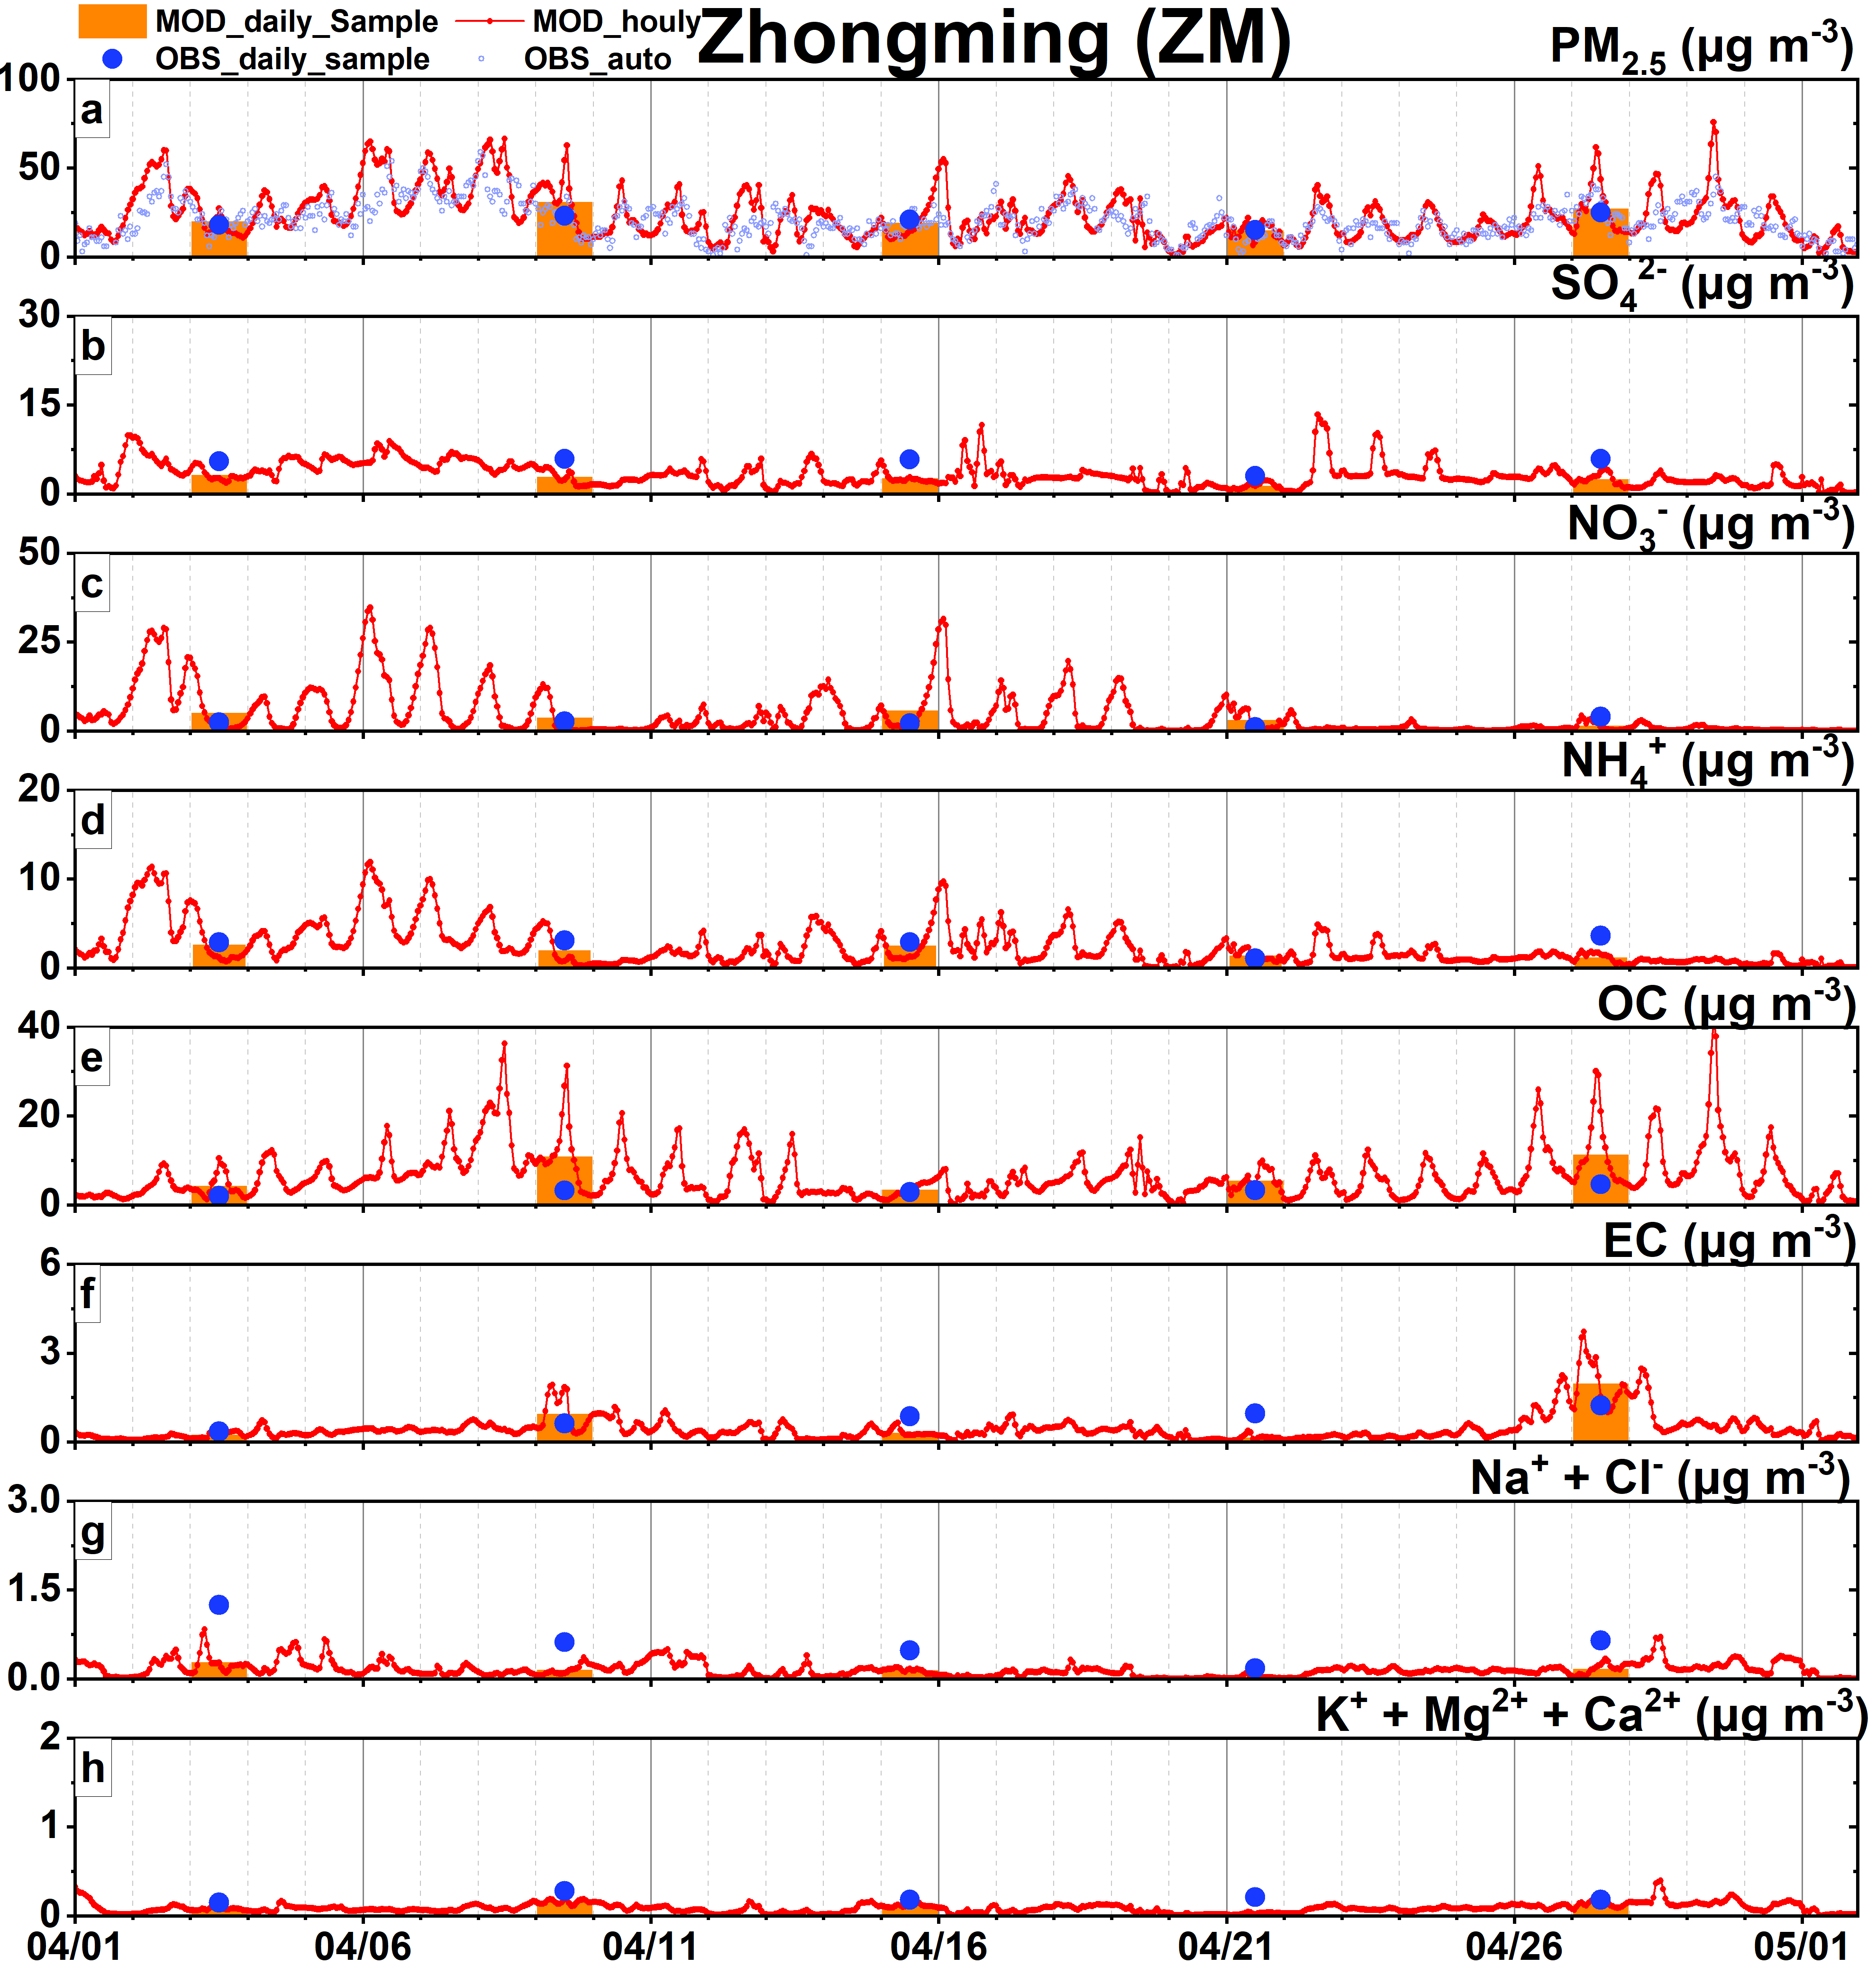 MOD_daily_Sample MOD_houly Zhongming (ZM)
OBS_daily_sample OBS_auto
PM2.5 (µg m-3)
100
a
50
0
SO42- (µg m-3)
30
b
15
0
NO3- (µg m-3)
50
c
25
0
NH4+ (µg m-3)
20
d
10
0
OC (µg m-3)
40
e
20
0
EC (µg m-3)
6
f
3
0
Na+ + Cl- (µg m-3)
3.0
g
1.5
0.0
K+ + Mg2+ + Ca2+ (µg m-3)
2
h
1
0
04/01 04/06 04/11 04/16 04/21 04/26 05/01